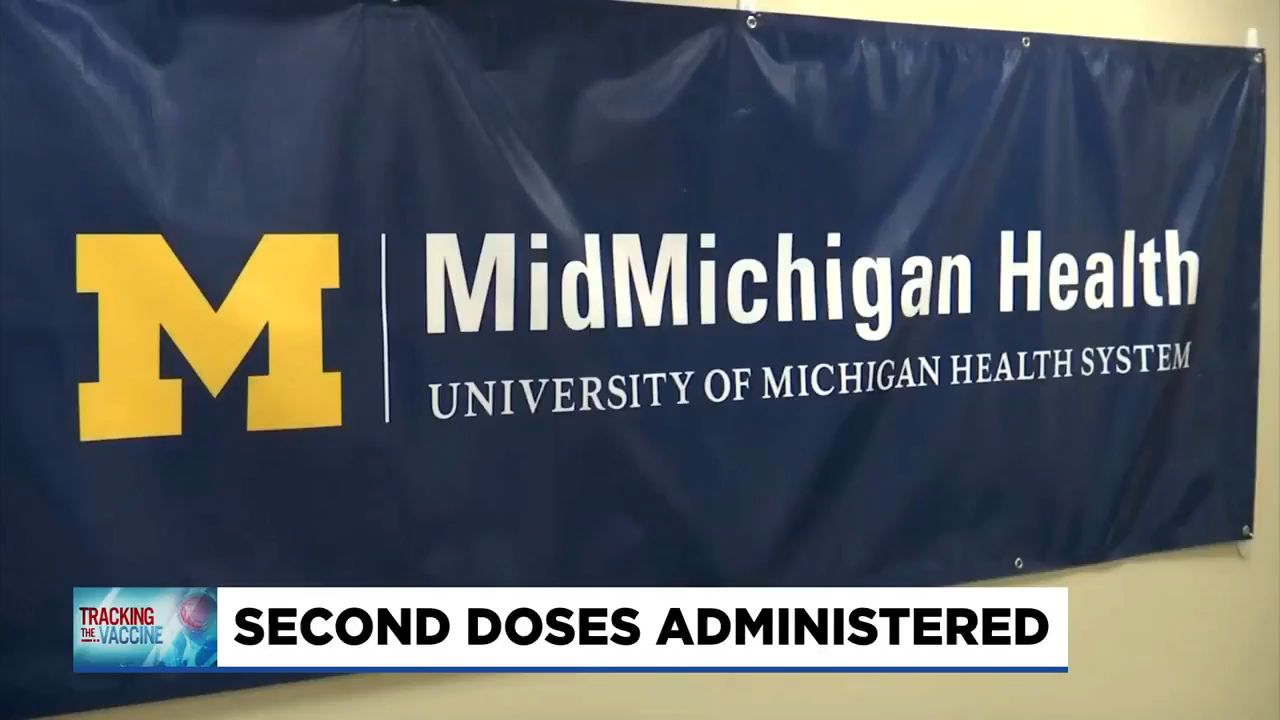 M
MidMichigan Health
UNIVERSITY OF MICHIGAN HEALTH SYSTEM
TRACKING
THE VACCINE
SECOND DOSES ADMINISTERED